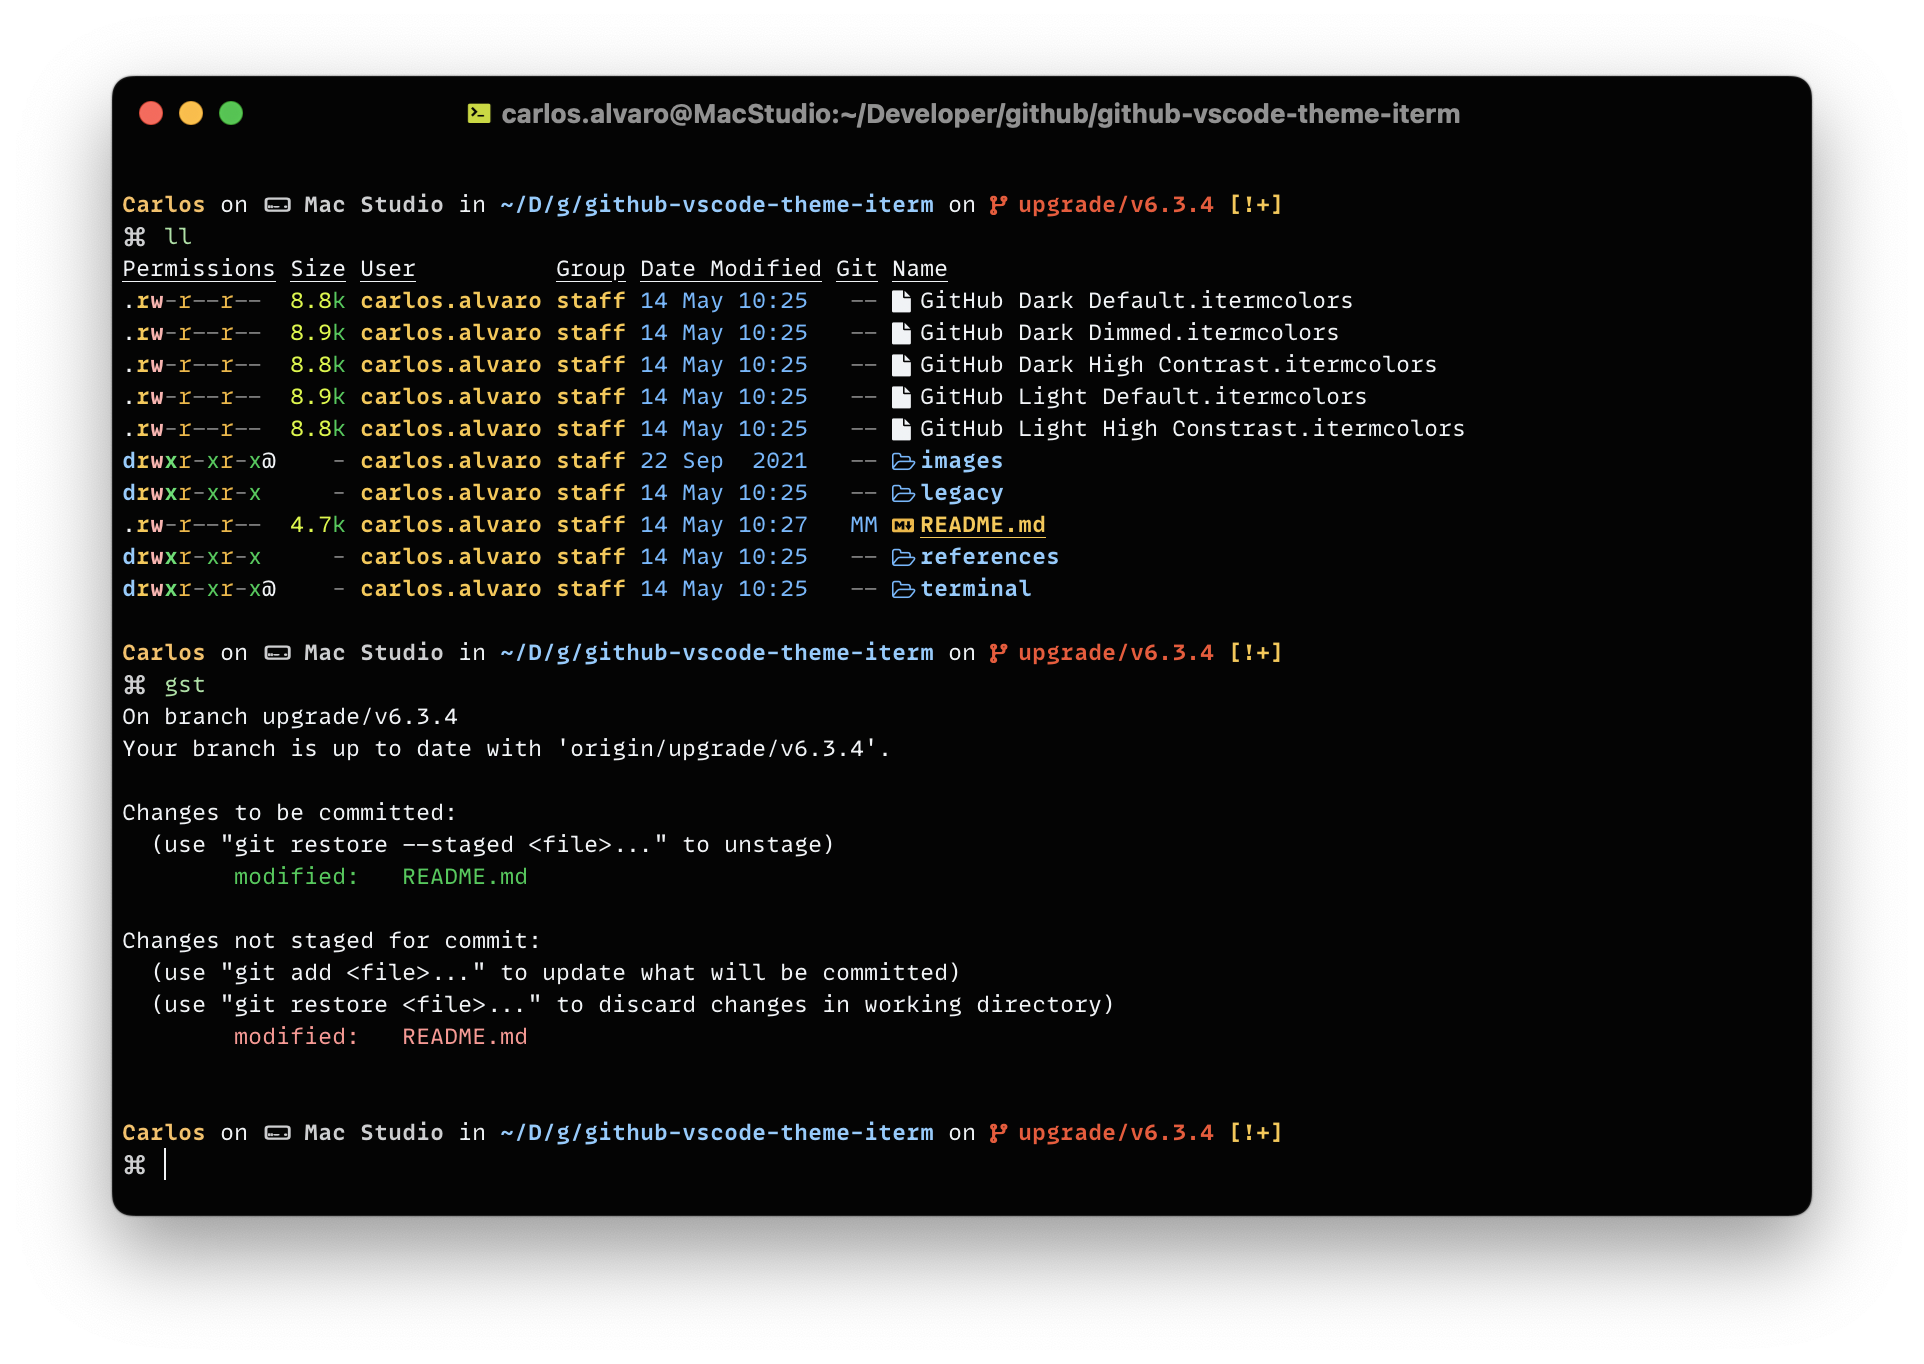 carlos.alvaro@MacStudio:~/Developer/github/github-vscode-theme-iterm
Carlos on Mac Studio in ~/D/g/github-vscode-theme-iterm on upgrade/v6.3.4 [!+]
⌘ ll
Permissions Size User Group Date Modified Git Name
.rw-r--r-- 8.8k carlos.alvaro staff 14 May 10:25 -- GitHub Dark Default.itermcolors
.rw-r--r-- 8.9k carlos.alvaro staff 14 May 10:25 -- GitHub Dark Dimmed.itermcolors
.rw-r--r-- 8.8k carlos.alvaro staff 14 May 10:25 -- GitHub Dark High Contrast.itermcolors
.rw-r--r-- 8.9k carlos.alvaro staff 14 May 10:25 -- GitHub Light Default.itermcolors
.rw-r--r-- 8.8k carlos.alvaro staff 14 May 10:25 -- GitHub Light High Constrast.itermcolors
drwxr-xr-x@ - carlos.alvaro staff 22 Sep 2021 -- images
drwxr-xr-x - carlos.alvaro staff 14 May 10:25 -- legacy
.rw-r--r-- 4.7k carlos.alvaro staff 14 May 10:27 MM README.md
drwxr-xr-x - carlos.alvaro staff 14 May 10:25 -- references
drwxr-xr-x@ - carlos.alvaro staff 14 May 10:25 -- terminal
Carlos on Mac Studio in ~/D/g/github-vscode-theme-iterm on upgrade/v6.3.4 [!+]
⌘ gst
On branch upgrade/v6.3.4
Your branch is up to date with 'origin/upgrade/v6.3.4'.
Changes to be committed:
(use "git restore --staged <file>..." to unstage)
modified: README.md
Changes not staged for commit:
(use "git add <file>..." to update what will be committed)
(use "git restore <file>..." to discard changes in working directory)
modified: README.md
Carlos on Mac Studio in ~/D/g/github-vscode-theme-iterm on upgrade/v6.3.4 [!+]
⌘